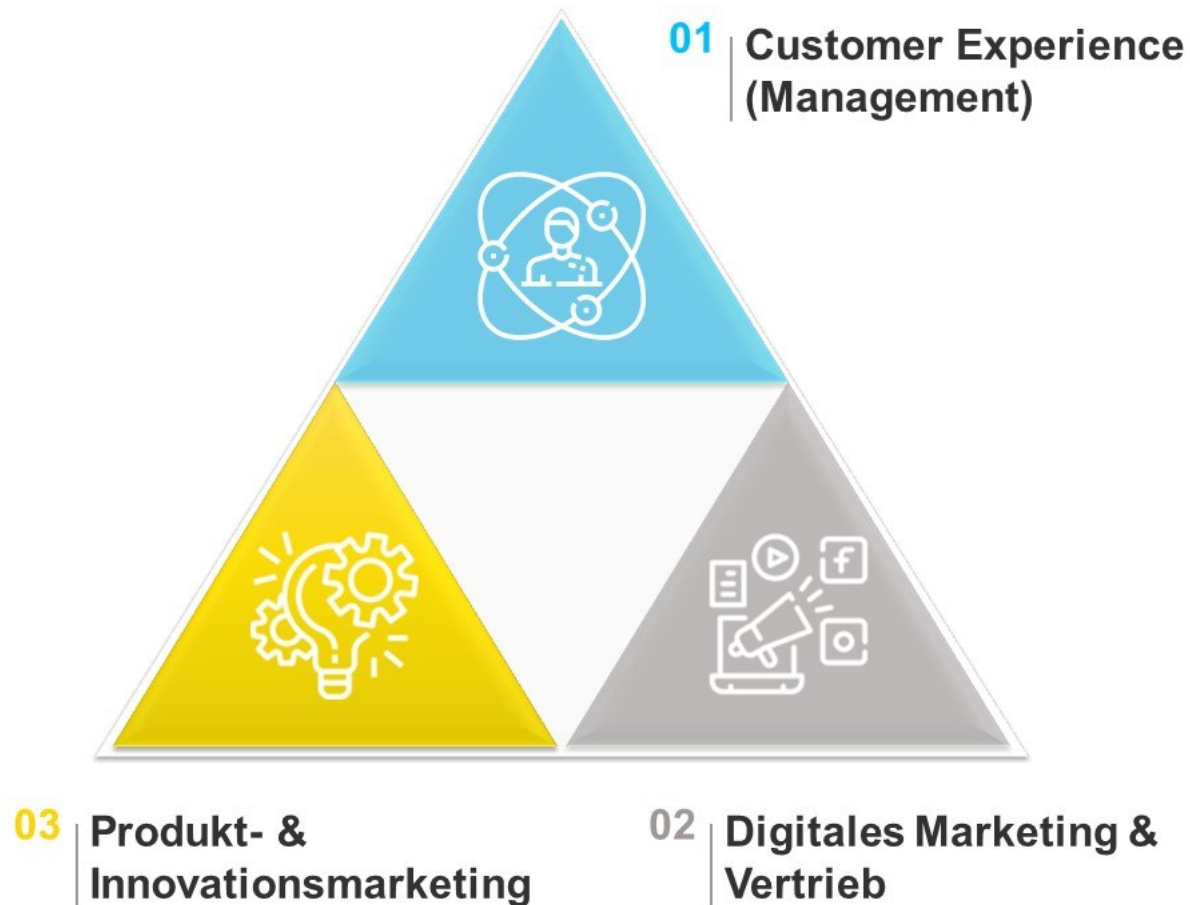 01
Customer Experience
(Management)
03
Produkt- &
Innovationsmarketing
02
Digitales Marketing &
Vertrieb